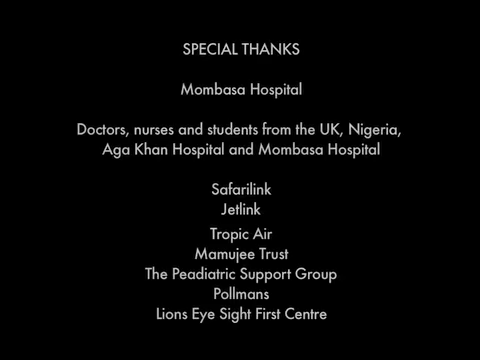 SPECIAL THANKS
Mombasa Hospital
Doctors, nurses and students from the UK, Nigeria,
Aga Khan Hospital and Mombasa Hospital
Safarilink
Jetlink
Tropic Air
Mamujee Trust
The Peadiatric Support Group
Pollmans
Lions Eye Sight First Centre